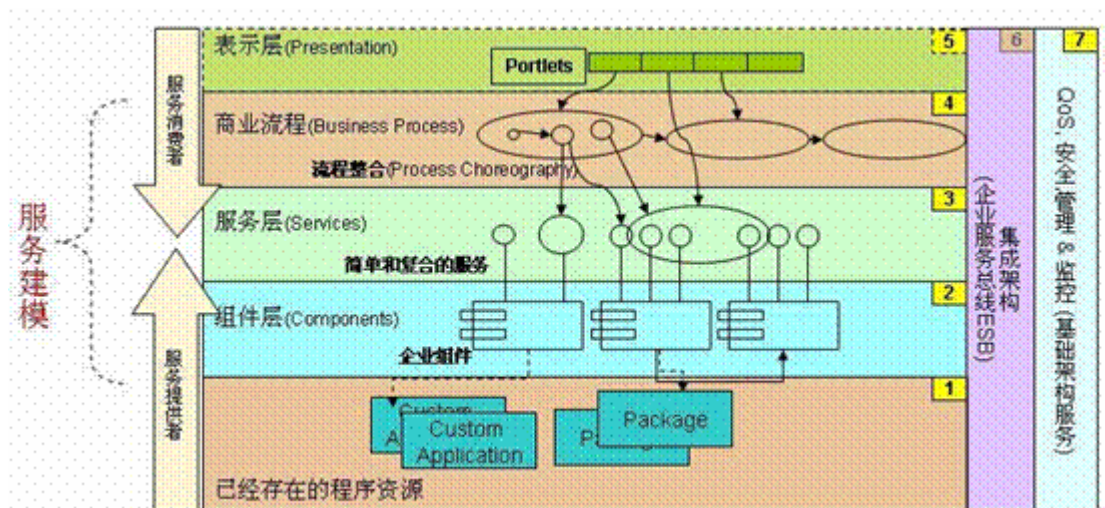 表示层(Presentation)
5
6
7
Portlets
4
商业流程(Business Process)
流程整合(Process Choreography)
服务消费者
3
服务层(Services)
简单和复合的服务
服务建模
2
组件层(Components)
企业组件
服务提供者
1
Custom
A
Custom
Application
Package
P
已经存在的程序资源
集成架构
(企业服务总线ESB)
QoS, 安全,管理 & 监控 (基础架构服务)